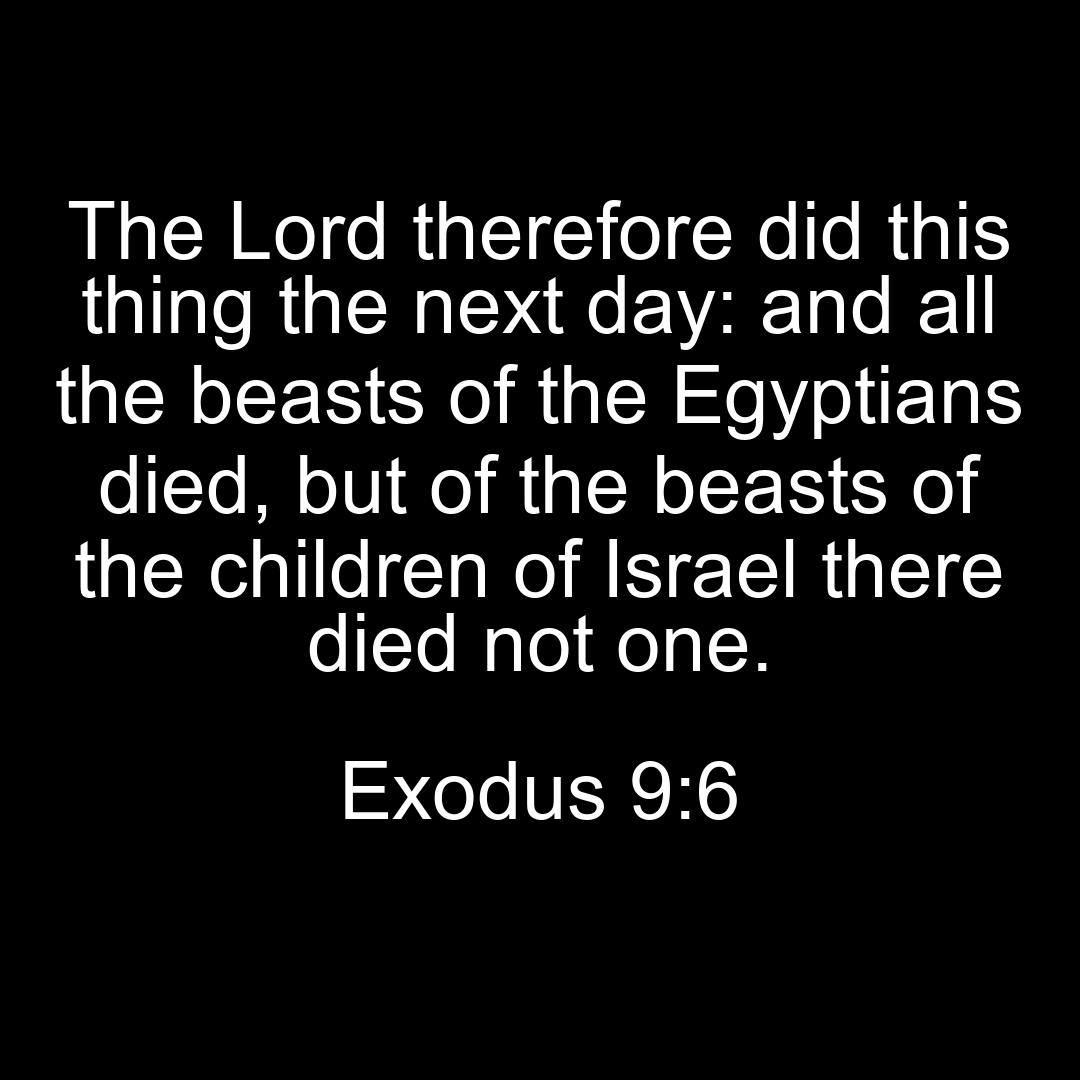 The Lord therefore did this
thing the next day: and all
the beasts of the Egyptians
died, but of the beasts of
the children of Israel there
died not one.
Exodus 9:6